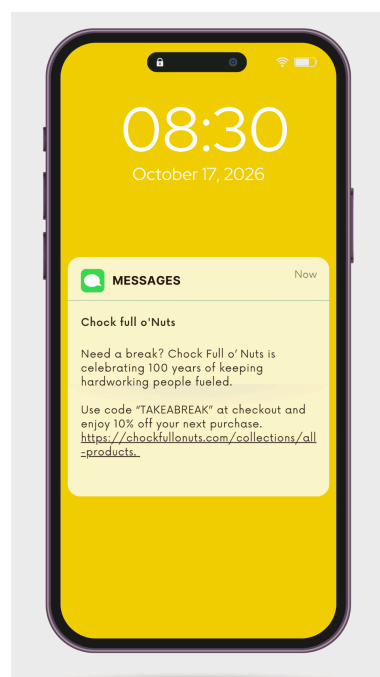 08:30
October 17, 2026
MESSAGES
Now
Chock full o'Nuts
Need a break? Chock Full o' Nuts is
celebrating 100 years of keeping
hardworking people fueled.
Use code "TAKEABREAK" at checkout and
enjoy 10% off your next purchase.
https://chockfullonuts.com/collections/all
-products.